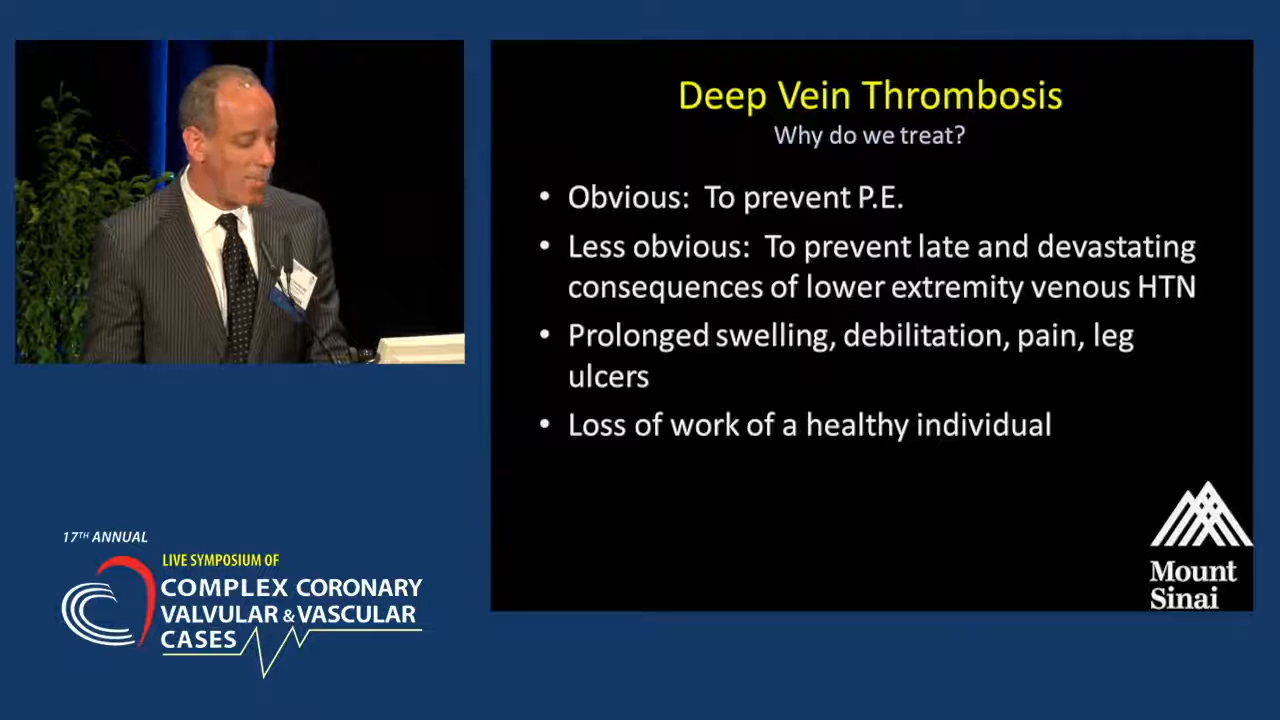 Deep Vein Thrombosis
Why do we treat?
• Obvious: To prevent P.E.
• Less obvious: To prevent late and devastating
consequences of lower extremity venous HTN
• Prolonged swelling, debilitation, pain, leg
ulcers
• Loss of work of a healthy individual
Mount
Sinai
17TH ANNUAL
LIVE SYMPOSIUM OF
COMPLEX CORONARY
VALVULAR & VASCULAR
CASES